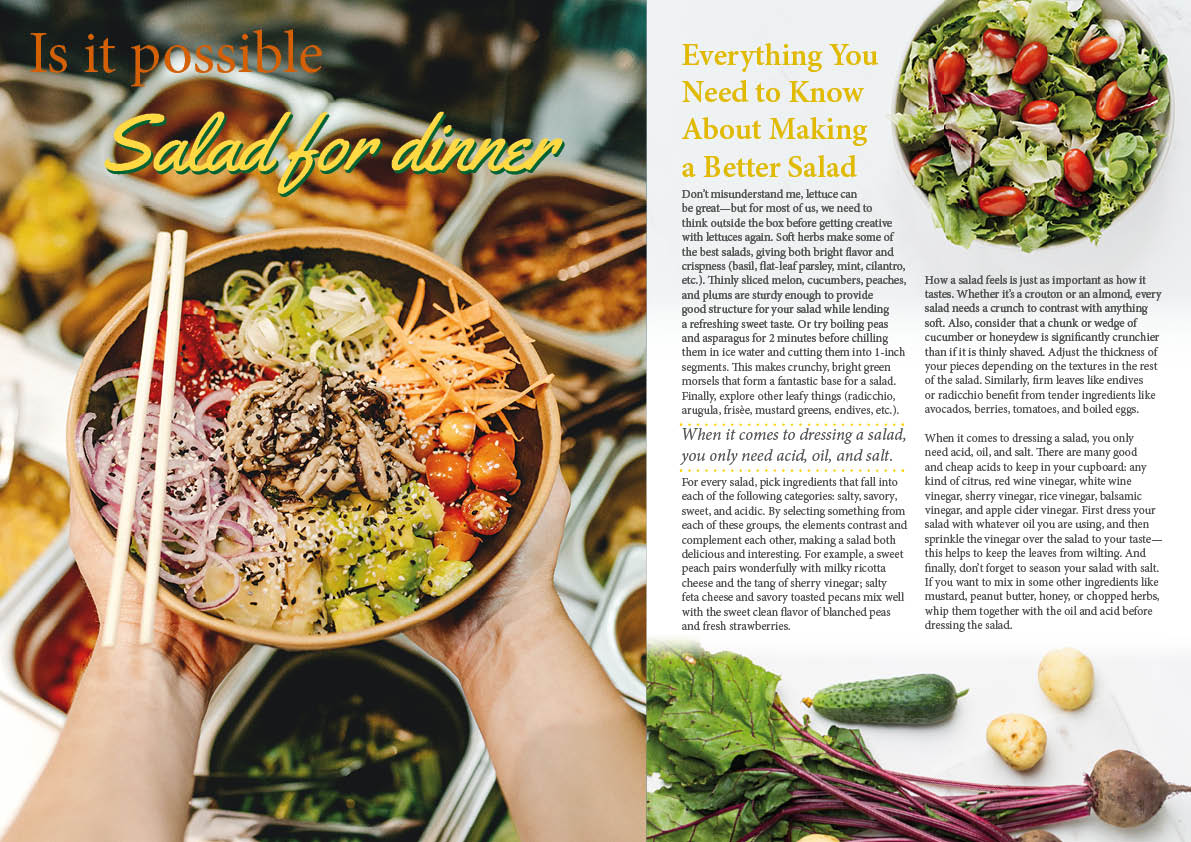 Is it possible
Salad for dinner
Everything You
Need to Know
About Making
a Better Salad
Don't misunderstand me, lettuce can
be great—but for most of us, we need to
think outside the box before getting creative
with lettuces again. Soft herbs make some of
the best salads, giving both bright flavor and
crispness (basil, flat-leaf parsley, mint, cilantro,
etc.). Thinly sliced melon, cucumbers, peaches,
and plums are sturdy enough to provide
good structure for your salad while lending
a refreshing sweet taste. Or try boiling peas
and asparagus for 2 minutes before chilling
them in ice water and cutting them into 1-inch
segments. This makes crunchy, bright green
morsels that form a fantastic base for a salad.
Finally, explore other leafy things (radicchio,
arugula, frisèe, mustard greens, endives, etc.).
When it comes to dressing a salad,
you only need acid, oil, and salt.
For every salad, pick ingredients that fall into
each of the following categories: salty, savory,
sweet, and acidic. By selecting something from
each of these groups, the elements contrast and
complement each other, making a salad both
delicious and interesting. For example, a sweet
peach pairs wonderfully with milky ricotta
cheese and the tang of sherry vinegar; salty
feta cheese and savory toasted pecans mix well
with the sweet clean flavor of blanched peas
and fresh strawberries.
How a salad feels is just as important as how it
tastes. Whether it's a crouton or an almond, every
salad needs a crunch to contrast with anything
soft. Also, consider that a chunk or wedge of
cucumber or honeydew is significantly crunchier
than if it is thinly shaved. Adjust the thickness of
your pieces depending on the textures in the rest
of the salad. Similarly, firm leaves like endives
or radicchio benefit from tender ingredients like
avocados, berries, tomatoes, and boiled eggs.
When it comes to dressing a salad, you only
need acid, oil, and salt. There are many good
and cheap acids to keep in your cupboard: any
kind of citrus, red wine vinegar, white wine
vinegar, sherry vinegar, rice vinegar, balsamic
vinegar, and apple cider vinegar. First dress your
salad with whatever oil you are using, and then
sprinkle the vinegar over the salad to your taste—
this helps to keep the leaves from wilting. And
finally, don't forget to season your salad with salt.
If you want to mix in some other ingredients like
mustard, peanut butter, honey, or chopped herbs,
whip them together with the oil and acid before
dressing the salad.